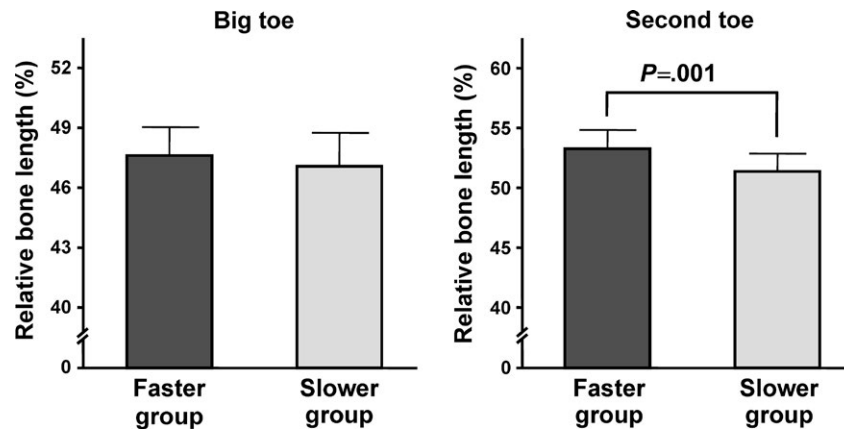 Big toe
Relative bone length (%)
52
49
46
43
40
0
Faster group
Slower group
Second toe
Relative bone length (%)
60
55
50
45
40
0
P=.001
Faster group
Slower group